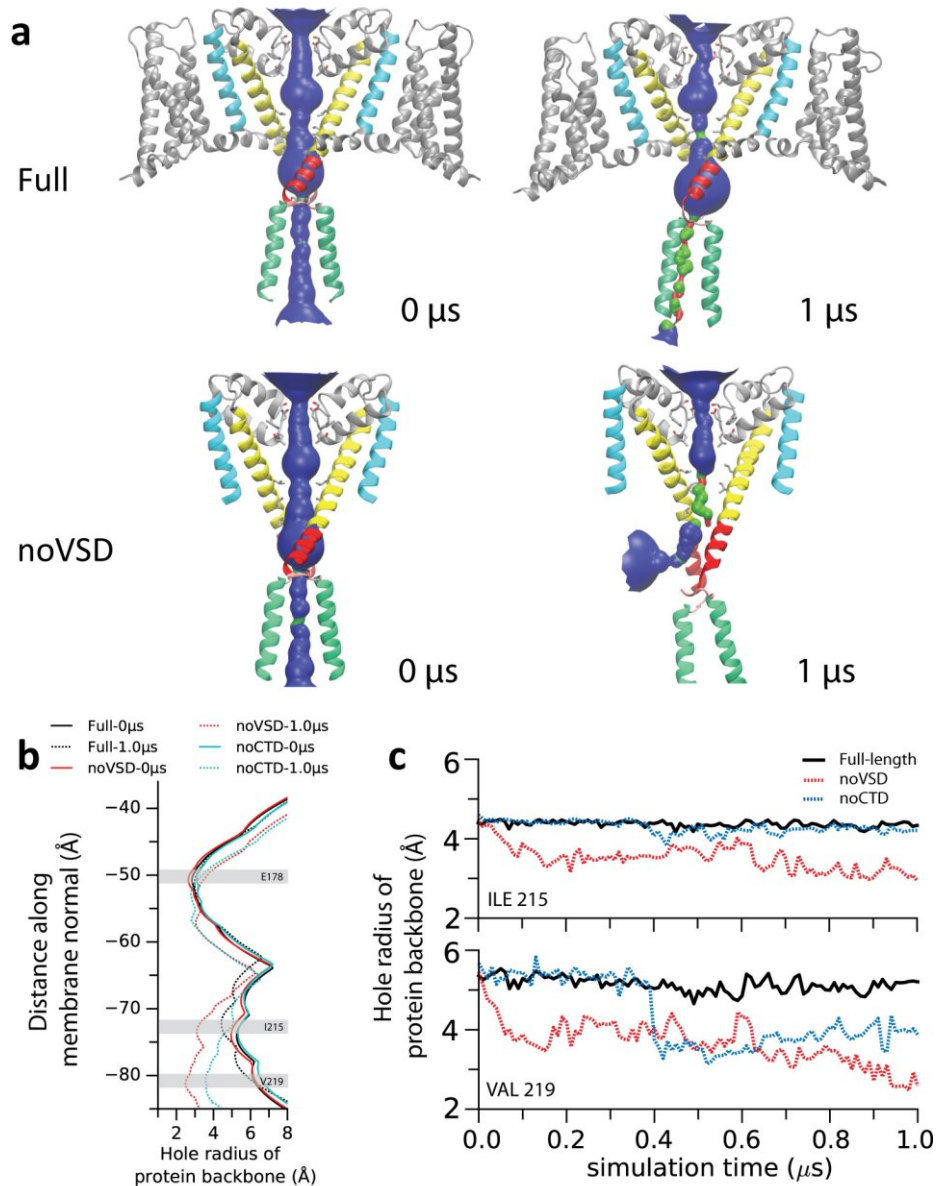 a
Full
0 µs
1 µs
noVSD
0 µs
1 µs
b
Full-0µs
Full-1.0µs
noVSD-0µs
noVSD-1.0µs
noCTD-0µs
noCTD-1.0µs
Distance along
membrane normal (Å)
−40
−50
−60
−70
−80
E178
I215
V219
2 4 6 8
Hole radius of
protein backbone (Å)
c
Hole radius of
protein backbone (Å)
6
4
2
Full-length
noVSD
noCTD
ILE 215
6
4
2
VAL 219
0.0 0.2 0.4 0.6 0.8 1.0
simulation time (µs)